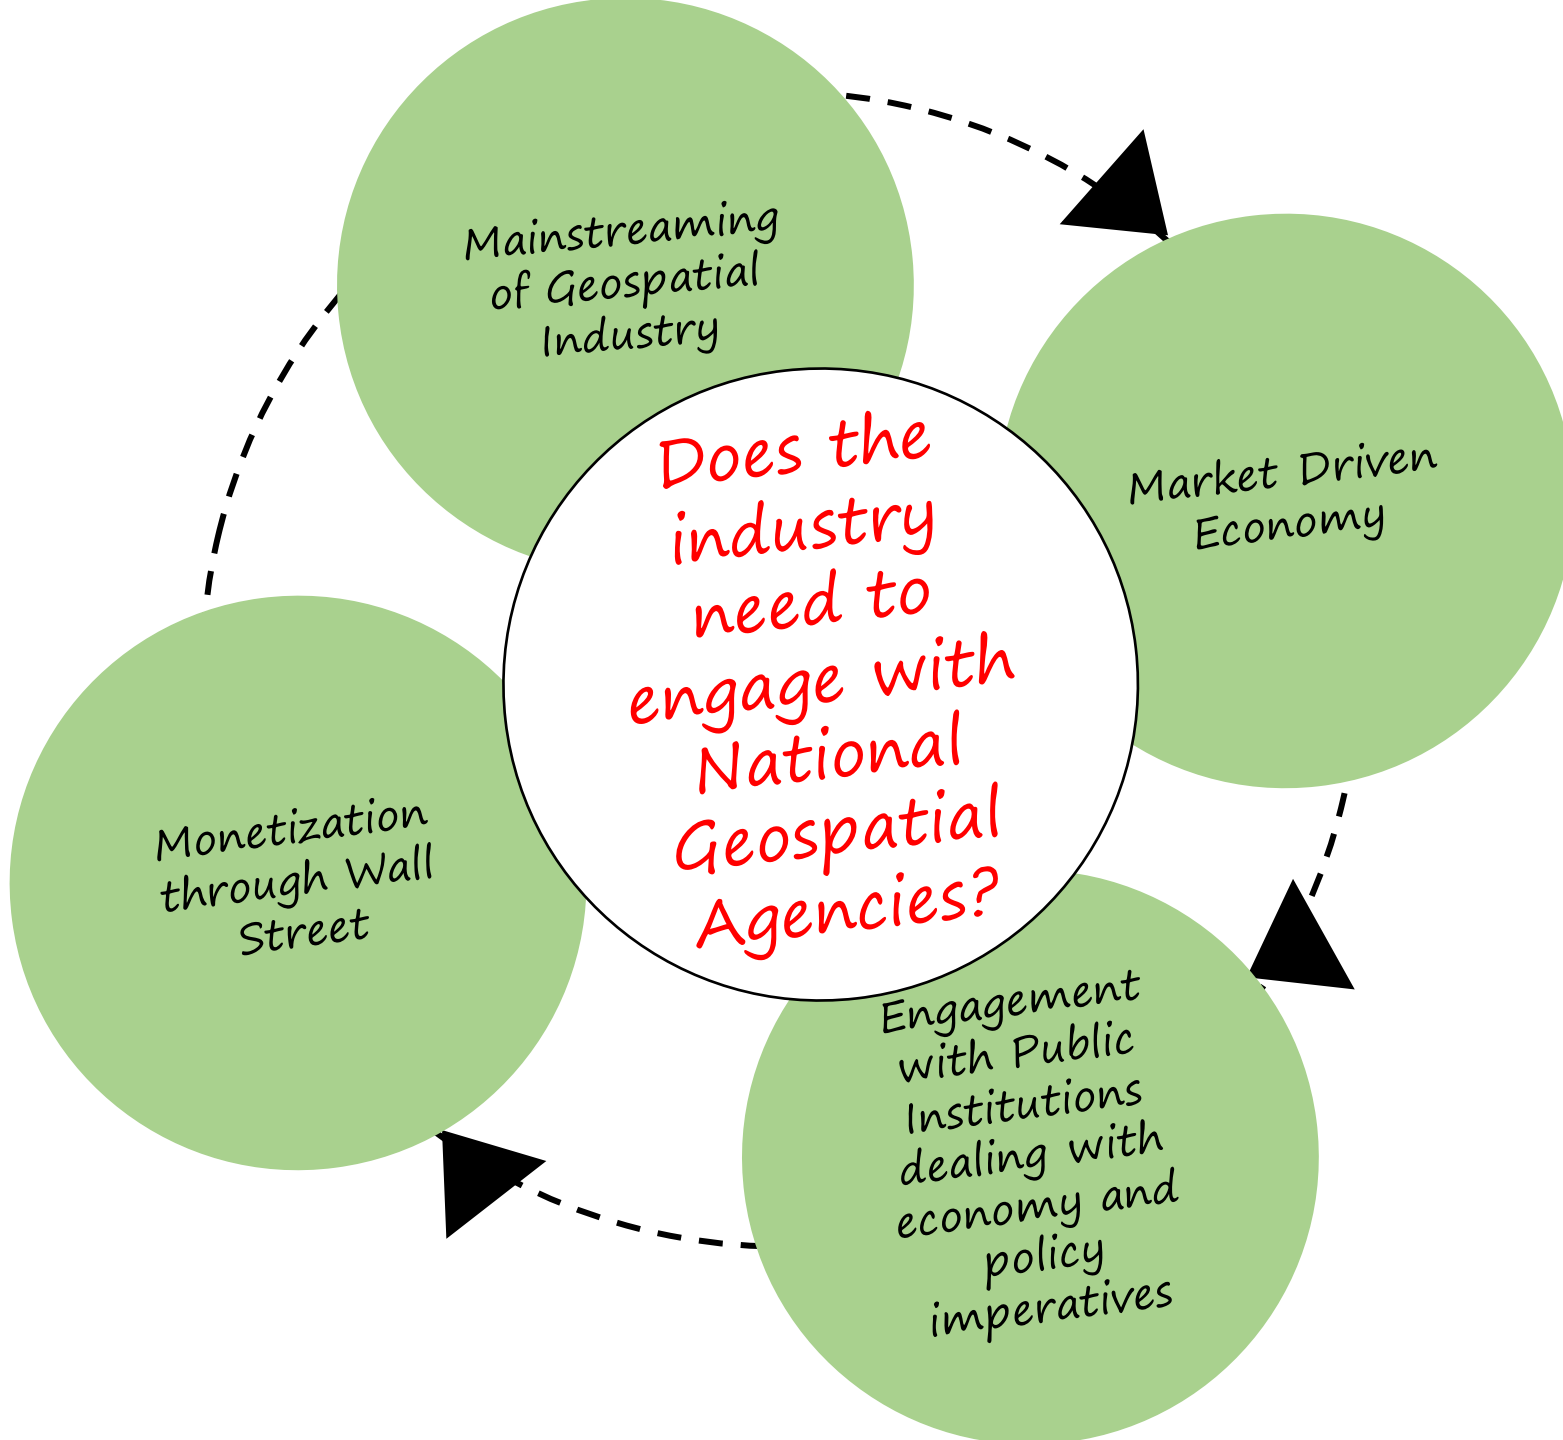 Mainstreaming
of Geospatial
Industry
Market Driven
Economy
Does the
industry
need to
engage with
National
Geospatial
Agencies?
Monetization
through Wall
Street
Engagement
with Public
Institutions
dealing with
economy and
policy
imperatives